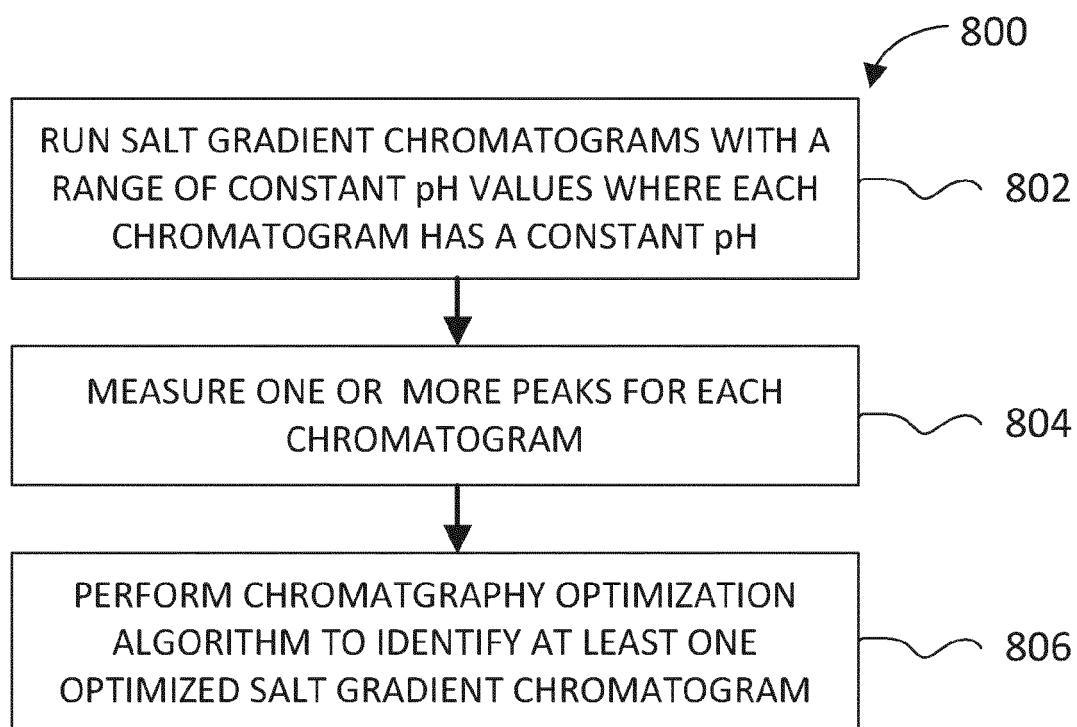 800
RUN SALT GRADIENT CHROMATOGRAMS WITH A
RANGE OF CONSTANT pH VALUES WHERE EACH
CHROMATOGRAM HAS A CONSTANT pH
802
MEASURE ONE OR MORE PEAKS FOR EACH
CHROMATOGRAM
804
PERFORM CHROMATGRAPHY OPTIMIZATION
ALGORITHM TO IDENTIFY AT LEAST ONE
OPTIMIZED SALT GRADIENT CHROMATOGRAM
806